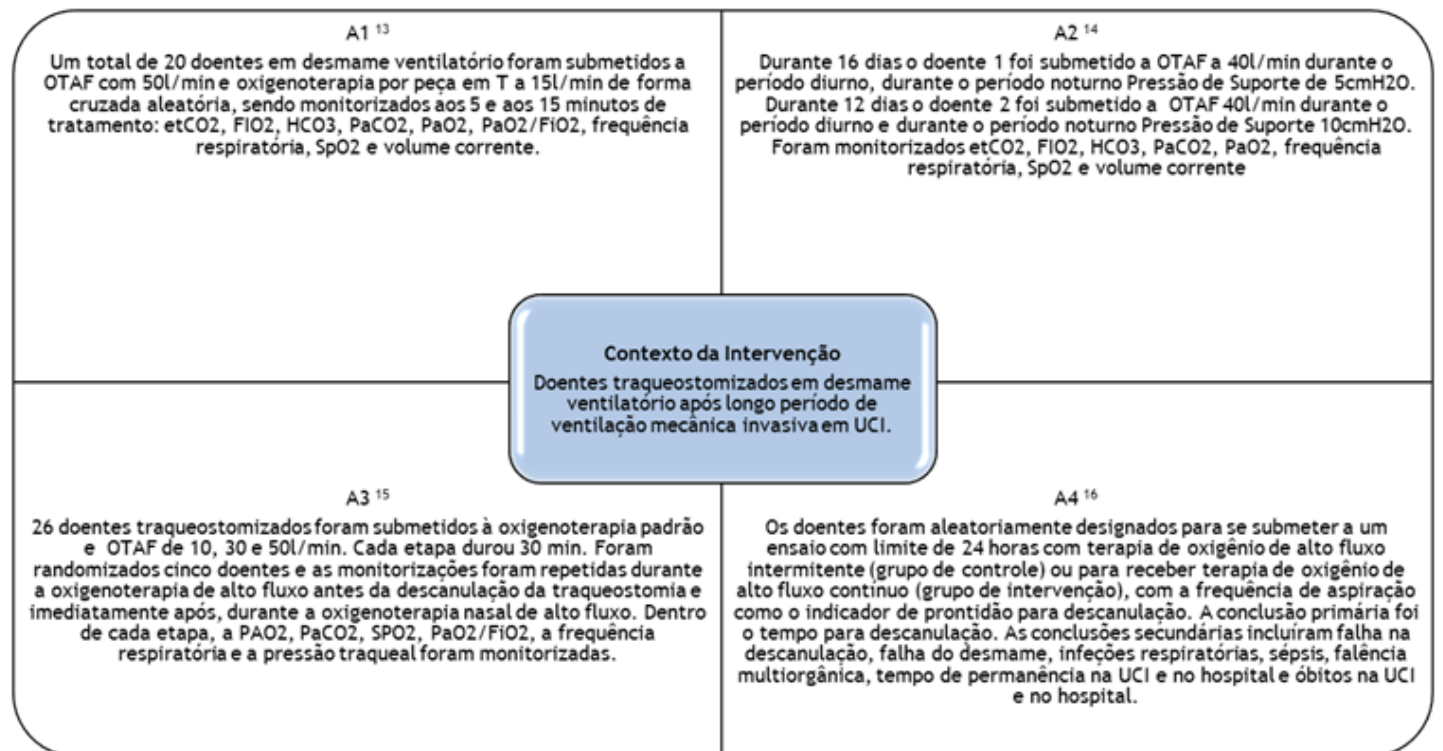 A1 13
Um total de 20 doentes em desmame ventilatório foram submetidos a
OTAF com 50l/min e oxigenoterapia por peça em T a 15l/min de forma
cruzada aleatória, sendo monitorizados aos 5 e aos 15 minutos de
tratamento: etCO2, FIO2, HCO3, PaCO2, PaO2, PaO2/FiO2, frequência
respiratória, SpO2 e volume corrente.
A2 14
Durante 16 dias o doente 1 foi submetido a OTAF a 40l/min durante o
período diurno, durante o período noturno Pressão de Suporte de 5cmH2O.
Durante 12 dias o doente 2 foi submetido a OTAF 40l/min durante o
período diurno e durante o período noturno Pressão de Suporte 10cmH2O.
Foram monitorizados etCO2, FIO2, HCO3, PaCO2, PaO2, frequência
respiratória, SpO2 e volume corrente
Contexto da Intervenção
Doentes traqueostomizados em desmame
ventilatório após longo período de
ventilação mecânica invasiva em UCI.
A3 15
26 doentes traqueostomizados foram submetidos à oxigenoterapia padrão
e OTAF de 10, 30 e 50l/min. Cada etapa durou 30 min. Foram
randomizados cinco doentes e as monitorizações foram repetidas durante
a oxigenoterapia de alto fluxo antes da descanulação da traqueostomia e
imediatamente após, durante a oxigenoterapia nasal de alto fluxo. Dentro
de cada etapa, a PAO2, PaCO2, SPO2, PaO2/FiO2, a frequência
respiratória e a pressão traqueal foram monitorizadas.
A4 16
Os doentes foram aleatoriamente designados para se submeter a um
ensaio com limite de 24 horas com terapia de oxigênio de alto fluxo
intermitente (grupo de controle) ou para receber terapia de oxigênio de
alto fluxo contínuo (grupo de intervenção), com a frequência de aspiração
como o indicador de prontidão para descanulação. A conclusão primária foi
o tempo para descanulação. As conclusões secundárias incluíram falha na
descanulação, falha do desmame, infeções respiratórias, sépsis, falência
multiorgânica, tempo de permanência na UCI e no hospital e óbitos na UCI
e no hospital.